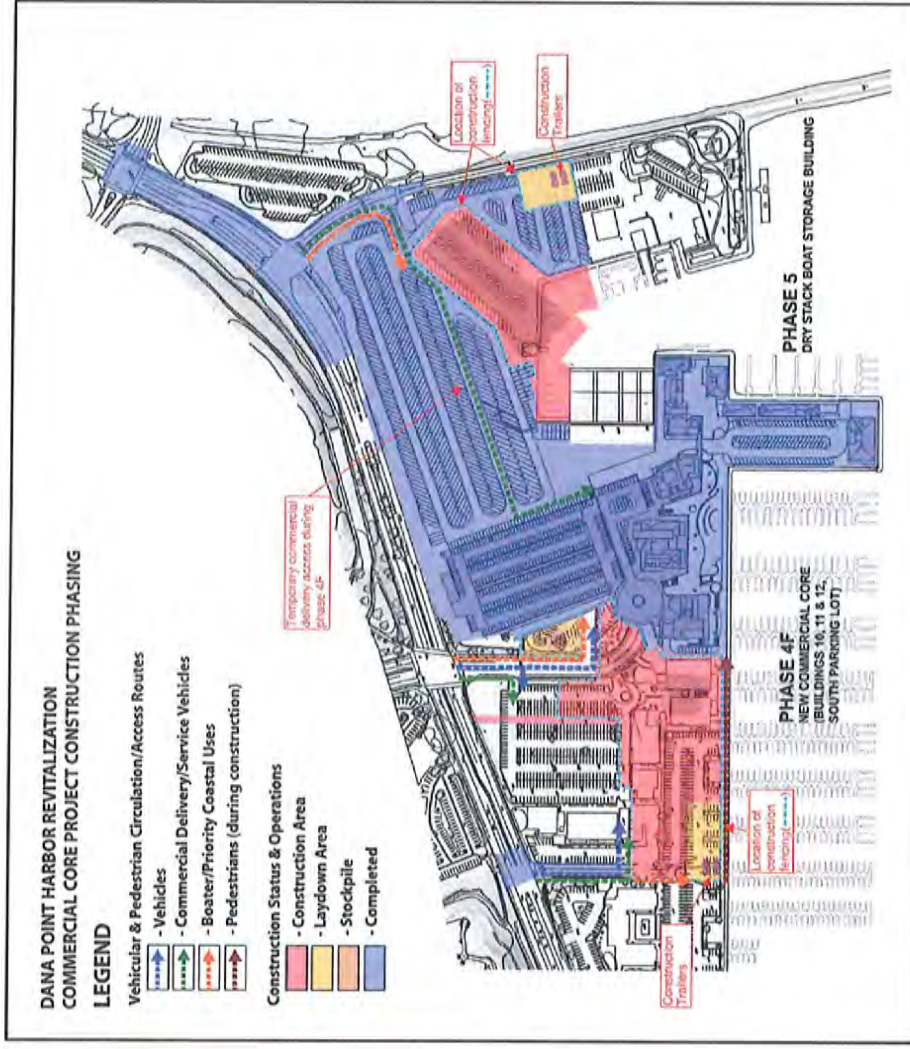 DANA POINT HARBOR REVITALIZATION
COMMERCIAL CORE PROJECT CONSTRUCTION PHASING
LEGEND
Vehicular & Pedestrian Circulation/Access Routes
- Vehicles
- Commercial Delivery/Service Vehicles
- Boater/Priority Coastal Uses
- Pedestrians (during construction)
Construction Status & Operations
- Construction Area
- Laydown Area
- Stockpile
- Completed
Temporary commercial
delivery access during
phase 4F
Location of
construction
fencing(----)
Construction
Trailers
PHASE 5
DRY STACK BOAT STORAGE BUILDING
PHASE 4F
NEW COMMERCIAL CORE
(BUILDINGS 10, 11 & 12,
SOUTH PARKING LOT)
Location of
construction
fencing(----)
Construction
Trailers